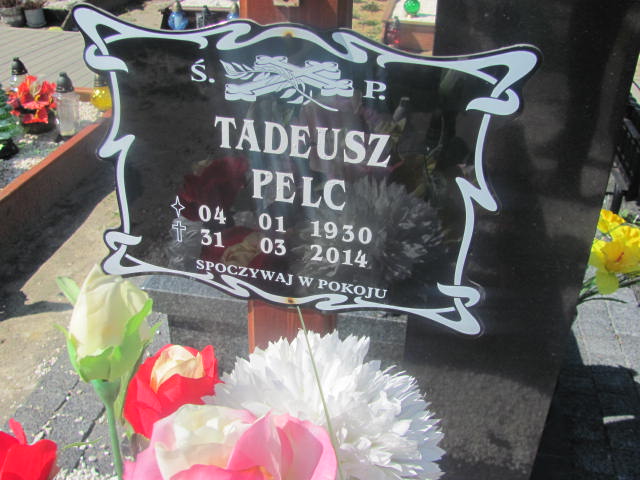 Ś. P.
TADEUSZ
PELC
04 01 1930
31 03 2014
SPOCZYWAJ W POKOJU